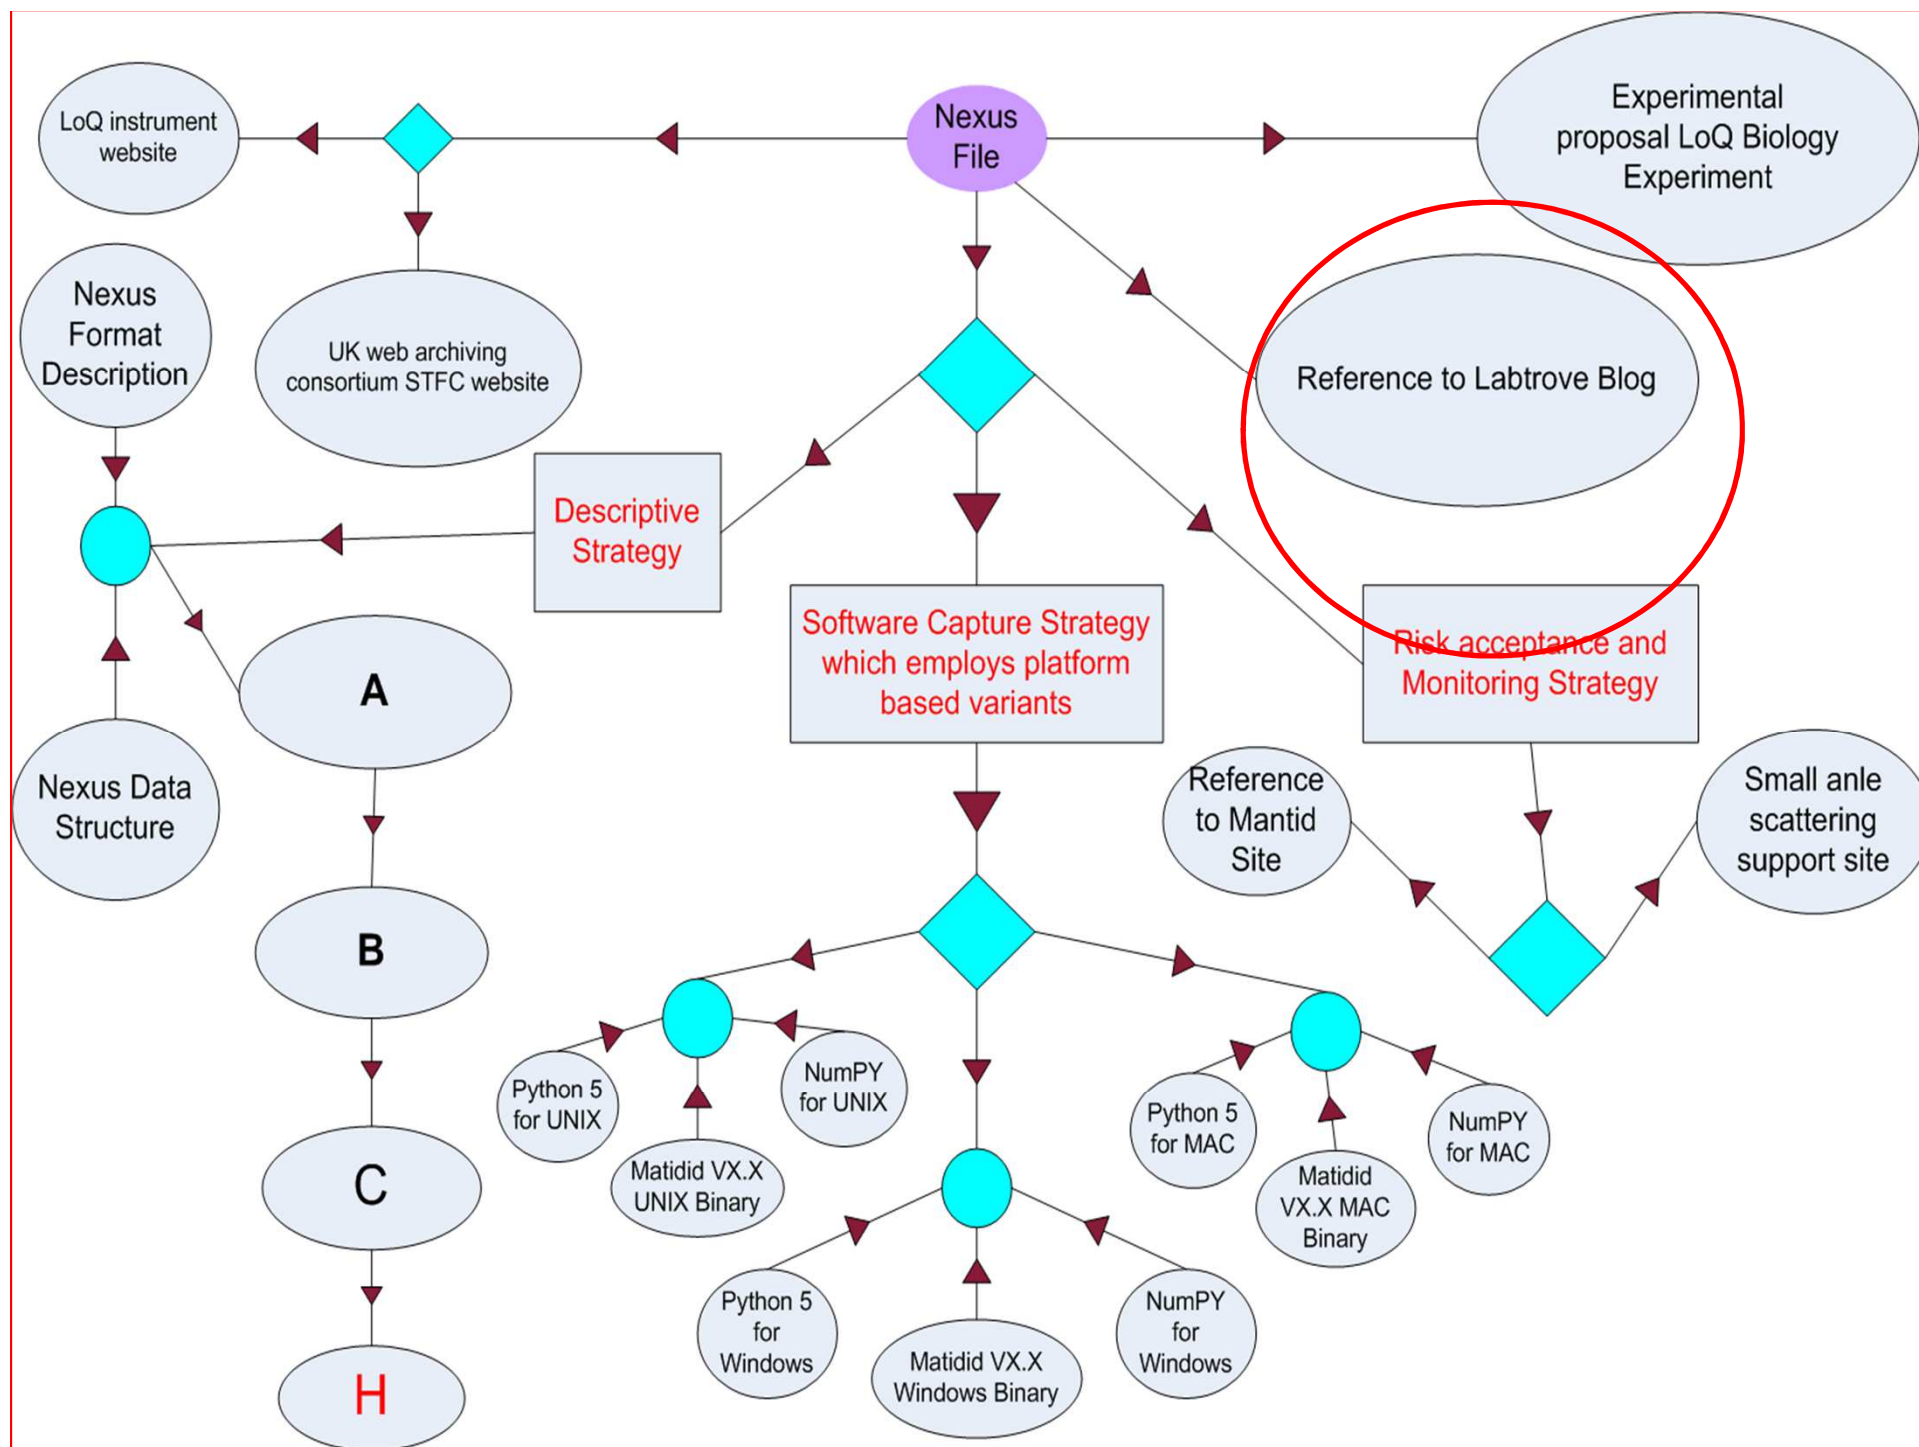 LoQ instrument
website
Nexus
File
Experimental
proposal LoQ Biology
Experiment
Nexus
Format
Description
UK web archiving
consortium STFC website
Reference to Labtrove Blog
Descriptive
Strategy
Software Capture Strategy
which employs platform
based variants
Risk acceptance and
Monitoring Strategy
A
Nexus Data
Structure
Reference
to Mantid
Site
Small anle
scattering
support site
B
Python 5
for UNIX
NumPY
for UNIX
Matidid VX.X
UNIX Binary
Python 5
for MAC
NumPY
for MAC
Matidid
VX.X MAC
Binary
C
Python 5
for
Windows
Matidid VX.X
Windows Binary
NumPY
for
Windows
H